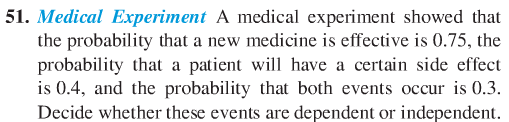 51. Medical Experiment A medical experiment showed that
the probability that a new medicine is effective is 0.75, the
probability that a patient will have a certain side effect
is 0.4, and the probability that both events occur is 0.3.
Decide whether these events are dependent or independent.